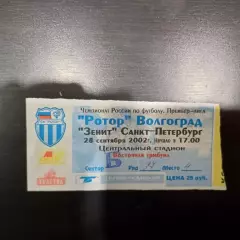 Чемпионат России по футболу. Премьер-лига
"Ротор" Волгоград
"Зенит" Санкт-Петербург
28 сентября 2002г. Начало в 17.00
Центральный стадион
Восточная трибуна
Сектор Б Ряд Место
ЦЕНА 25 руб.